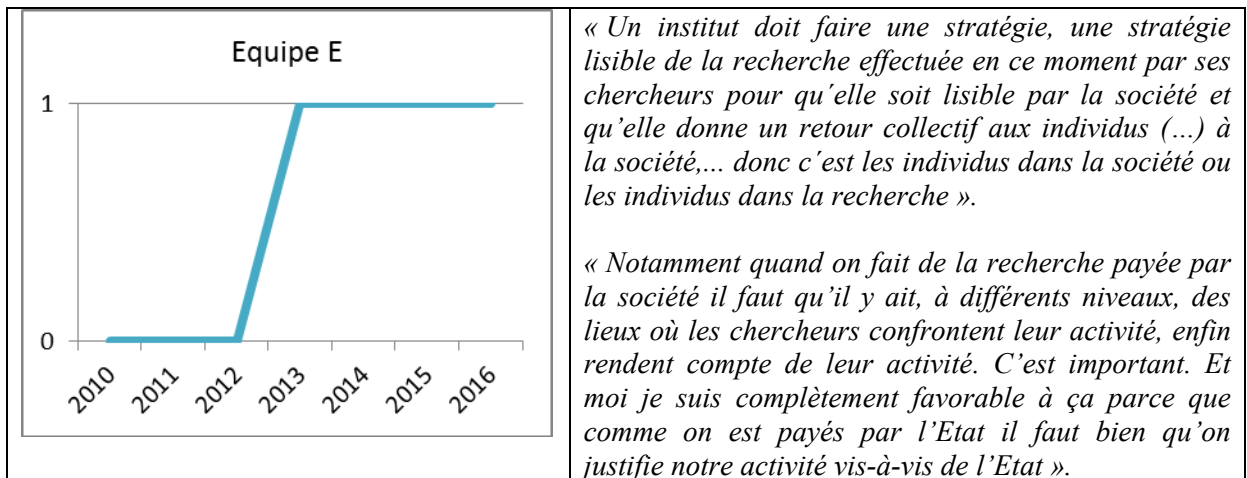 Equipe E
1
0
2010
2011
2012
2013
2014
2015
2016
« Un institut doit faire une stratégie, une stratégie
lisible de la recherche effectuée en ce moment par ses
chercheurs pour qu´elle soit lisible par la société et
qu’elle donne un retour collectif aux individus (…) à
la société,... donc c´est les individus dans la société ou
les individus dans la recherche ».
« Notamment quand on fait de la recherche payée par
la société il faut qu’il y ait, à différents niveaux, des
lieux où les chercheurs confrontent leur activité, enfin
rendent compte de leur activité. C’est important. Et
moi je suis complètement favorable à ça parce que
comme on est payés par l’Etat il faut bien qu’on
justifie notre activité vis-à-vis de l’Etat ».